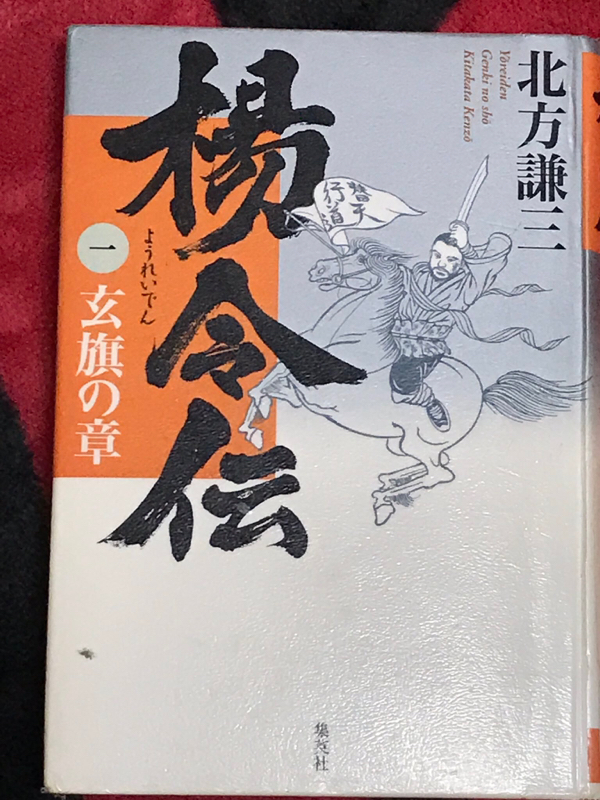 北方謙三
Yōreiden
Genki no shō
Kitakata Kenzō
楊令伝
ようれいでん
一
玄旗の章
替天
行道
集英社